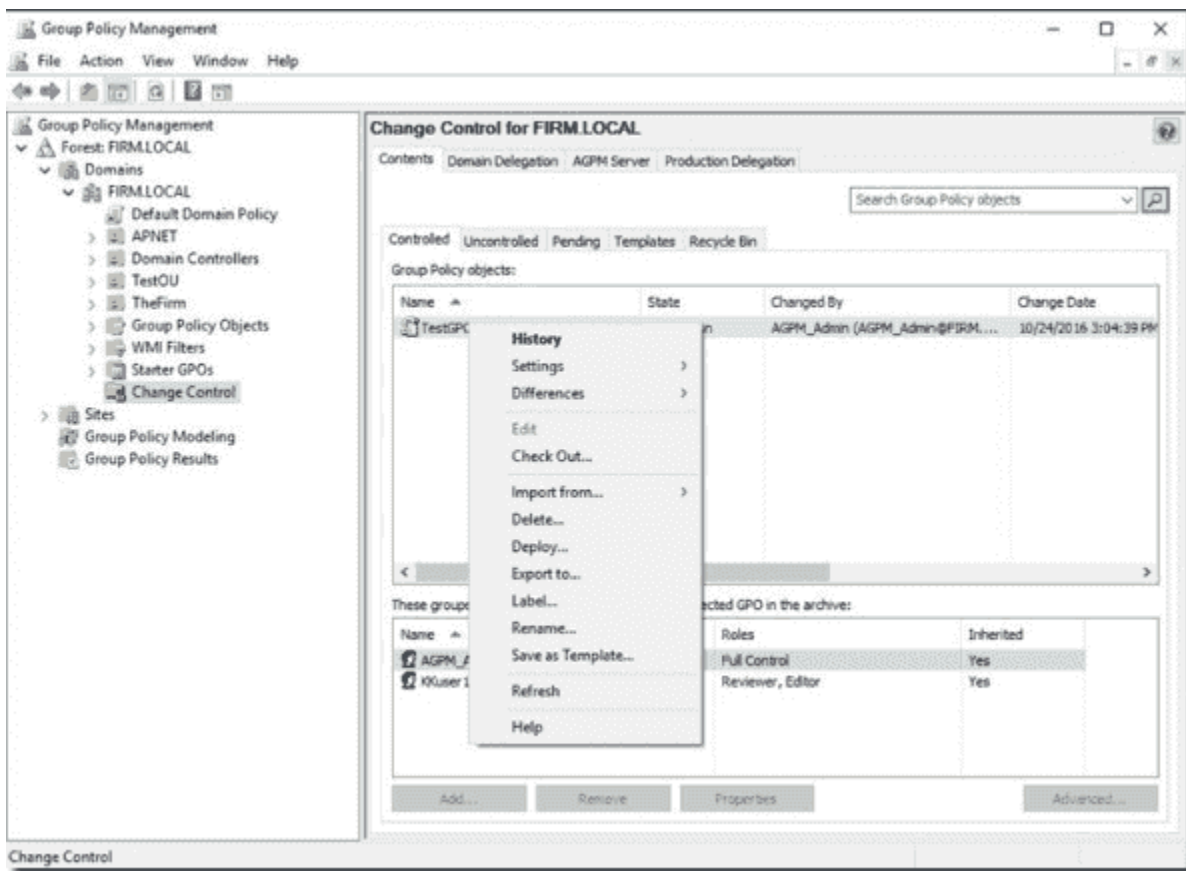 Group Policy Management
File Action View Window Help
Group Policy Management
Forest: FIRM.LOCAL
Domains
FIRM.LOCAL
Default Domain Policy
APNET
Domain Controllers
TestOU
TheFirm
Group Policy Objects
WMI Filters
Starter GPOs
Change Control
Sites
Group Policy Modeling
Group Policy Results
Change Control for FIRM.LOCAL
Contents Domain Delegation AGPM Server Production Delegation
Search Group Policy objects
Controlled Uncontrolled Pending Templates Recycle Bin
Group Policy objects:
Name State Changed By Change Date
AGPM_Admin (AGPM_Admin@FIRM.... 10/24/2016 3:04:39 PM
History
Settings
Differences
Edit
Check Out...
Import from...
Delete...
Deploy...
Export to...
Label...
Rename...
Save as Template...
Refresh
Help
These GPO in the archive:
Name Roles Inherited
Full Control Yes
KKuser1 Reviewer, Editor Yes
Add... Remove Properties Advanced...
Change Control